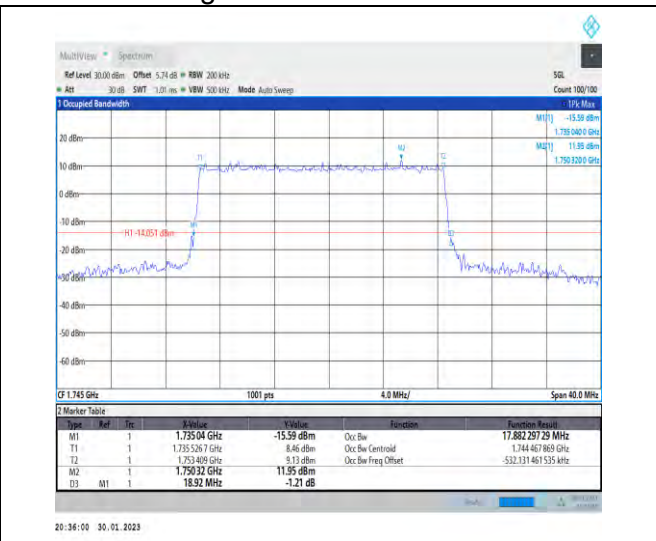 MultiView Spectrum
Ref Level 30.00 dBm Offset 5.74 dB RBW 200 kHz SGL
Att 30 dB SWT 1.01 ms VBW 500 kHz Mode Auto Sweep Count 100/100
1 Occupied Bandwidth 1Pk Max
M1[1] -15.59 dBm
1.735 040 0 GHz
M2[1] 11.95 dBm
1.750 320 0 GHz
20 dBm
10 dBm
0 dBm
-10 dBm
-20 dBm
-30 dBm
-40 dBm
-50 dBm
-60 dBm
T1
M2
T2
M1
D3
H1 -14.051 dBm
CF 1.745 GHz 1001 pts 4.0 MHz/ Span 40.0 MHz
2 Marker Table
Type Ref Trc X-Value Y-Value Function Function Result
M1 1 1.735 04 GHz -15.59 dBm Occ Bw 17.882 297 29 MHz
T1 1 1.735 526 7 GHz 8.46 dBm Occ Bw Centroid 1.744 467 869 GHz
T2 1 1.753 409 GHz 9.13 dBm Occ Bw Freq Offset -532.131 461 535 kHz
M2 1 1.750 32 GHz 11.95 dBm
D3 M1 1 18.92 MHz -1.21 dB
20:36:00 30.01.2023